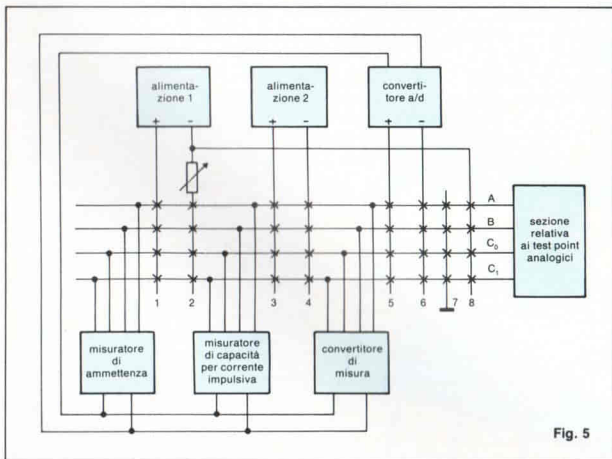 alimenta-
zione 1
+ −
alimenta-
zione 2
+ −
converti-
tore a/d
+ −
A
B
C₀
C₁
sezione
relativa
ai test point
analogici
1 2 3 4 5 6 7 8
misuratore
di
ammettenza
misuratore
di capacità
per corrente
impulsiva
convertitore
di
misura
Fig. 5